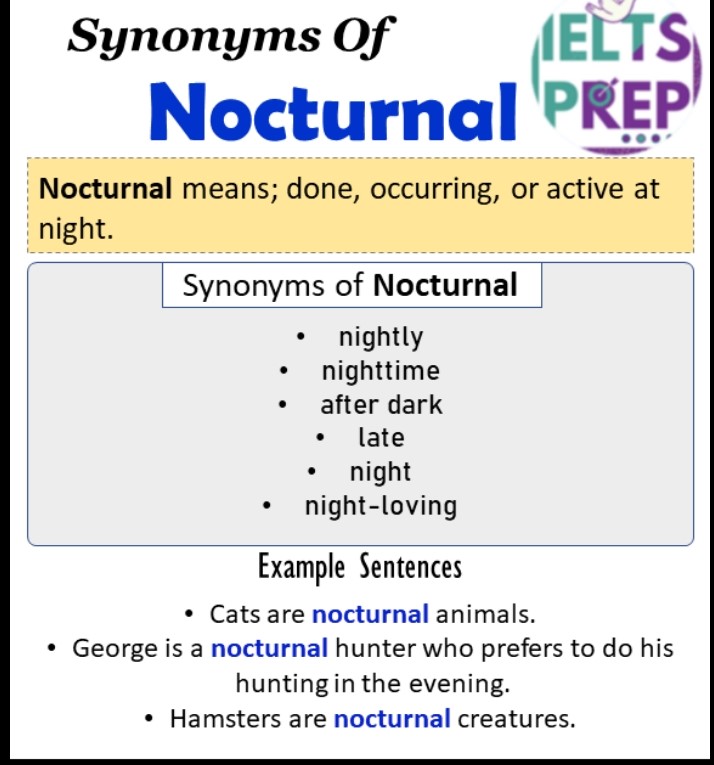 Synonyms Of
IELTS
PREP
Nocturnal
Nocturnal means; done, occurring, or active at
night.
Synonyms of Nocturnal
• nightly
• nighttime
• after dark
• late
• night
• night-loving
Example Sentences
• Cats are nocturnal animals.
• George is a nocturnal hunter who prefers to do his
hunting in the evening.
• Hamsters are nocturnal creatures.